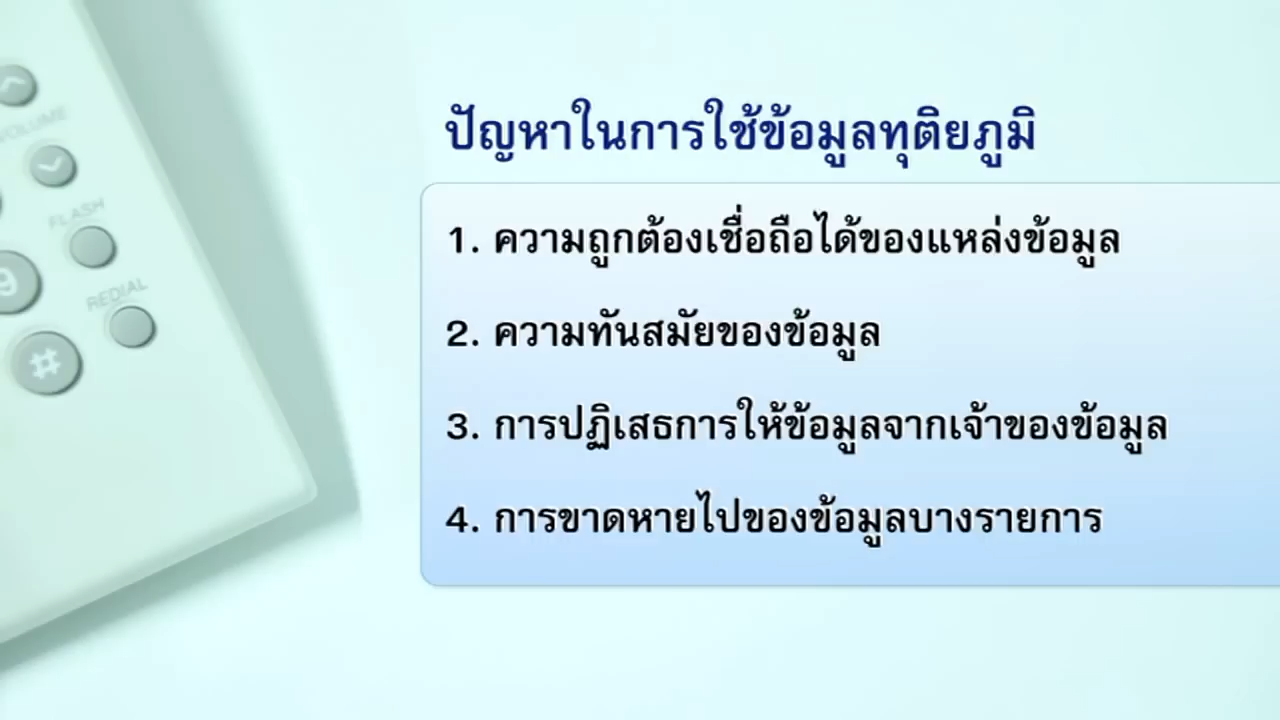 VOLUME
FLASH
9
REDIAL
#
ปัญหาในการใช้ข้อมูลทุติยภูมิ
1. ความถูกต้องเชื่อถือได้ของแหล่งข้อมูล
2. ความทันสมัยของข้อมูล
3. การปฏิเสธการให้ข้อมูลจากเจ้าของข้อมูล
4. การขาดหายไปของข้อมูลบางรายการ